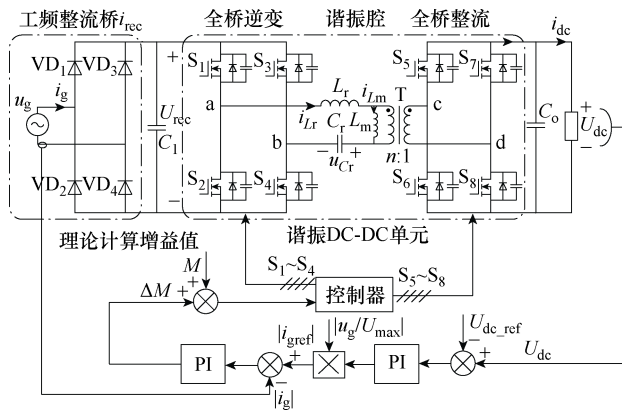 工频整流桥 i_rec 全桥逆变 谐振腔 全桥整流 i_dc
VD1 VD3 + S1 S3 S5 S7
u_g i_g a L_r i_Lm T c +
U_rec i_Lr C_r L_m C_o U_dc
C1 b − u_Cr + n:1 d −
VD2 VD4 − S2 S4 S6 S8
理论计算增益值 谐振DC-DC单元
M S1~S4 控制器 S5~S8
ΔM + +
|i_gref| |u_g/U_max| U_dc_ref
PI + PI − + U_dc
− |i_g|